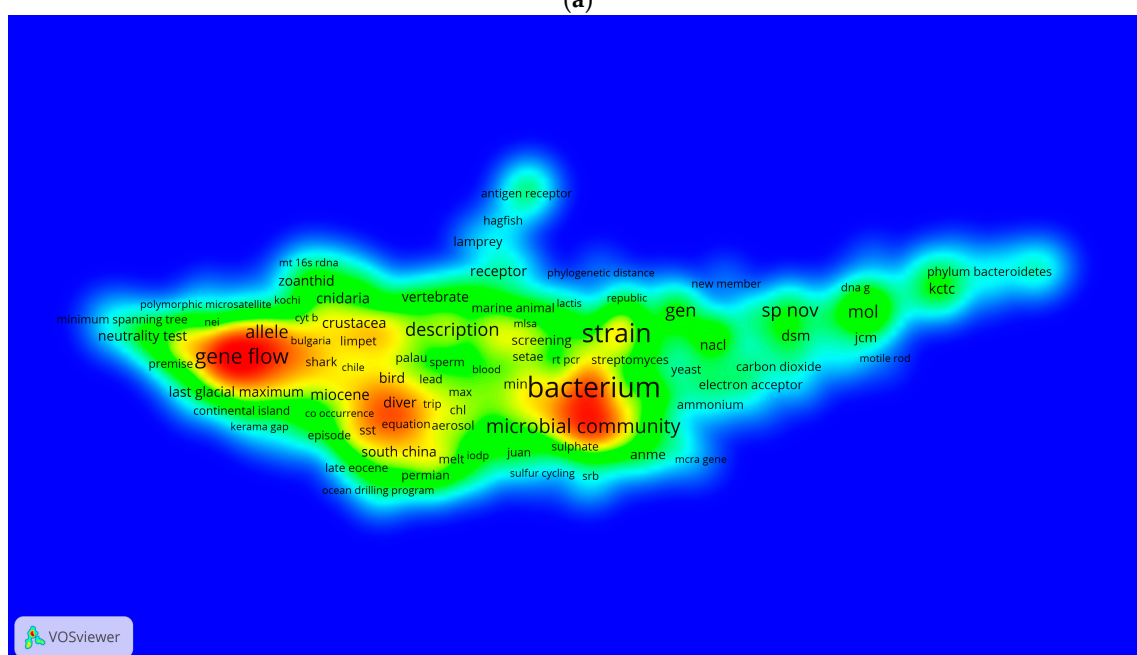 (a)
antigen receptor
hagfish
lamprey
mt 16s rdna
receptor
phylogenetic distance
phylum bacteroidetes
zoanthid
new member
dna g
kctc
polymorphic microsatellite
kochi
cnidaria
vertebrate
marine animal
lactis
republic
gen
sp nov
mol
minimum spanning tree
nei
cyt b
crustacea
description
mlsa
strain
neutrality test
allele
bulgaria
limpet
screening
nacl
dsm
jcm
premise
gene flow
shark
chile
palau
sperm
blood
setae
rt pcr
streptomyces
yeast
carbon dioxide
motile rod
bird
lead
min
bacterium
electron acceptor
last glacial maximum
miocene
diver
trip
max
chl
ammonium
continental island
co occurrence
kerama gap
episode
sst
equation
aerosol
microbial community
south china
melt
iodp
juan
sulphate
anme
mcra gene
late eocene
permian
sulfur cycling
srb
ocean drilling program
VOSviewer